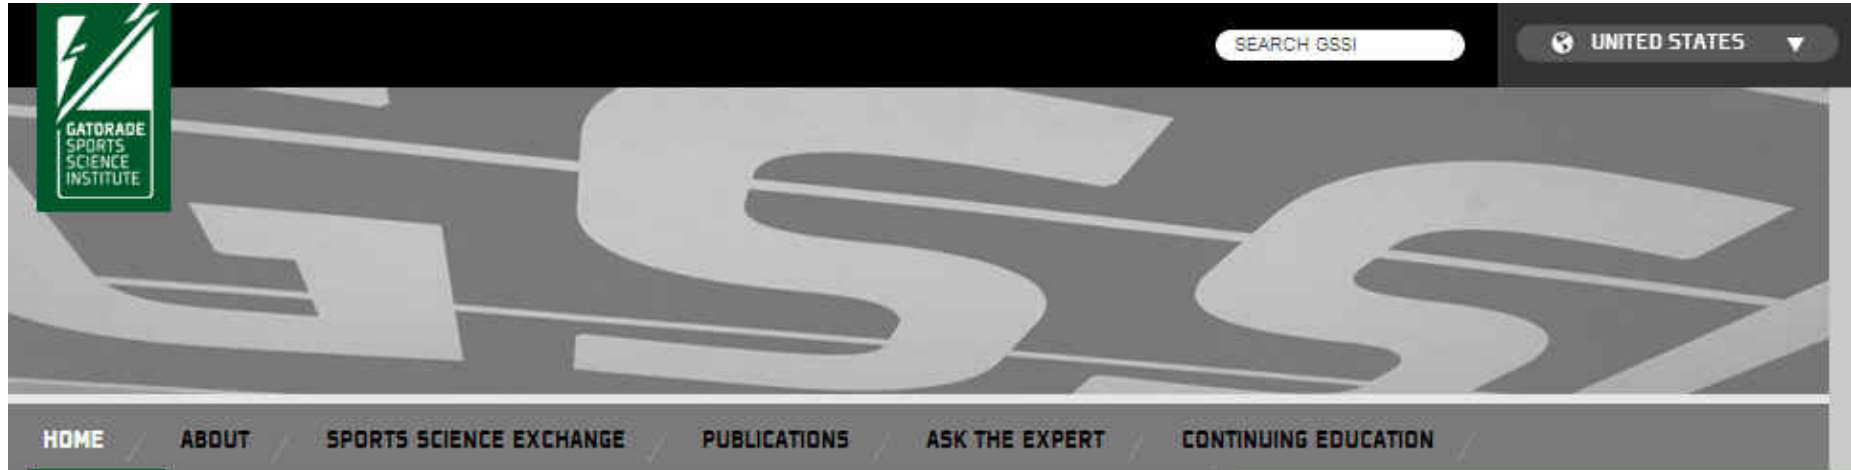 SEARCH GSSI
UNITED STATES
GATORADE
SPORTS
SCIENCE
INSTITUTE
GSS
HOME
ABOUT
SPORTS SCIENCE EXCHANGE
PUBLICATIONS
ASK THE EXPERT
CONTINUING EDUCATION